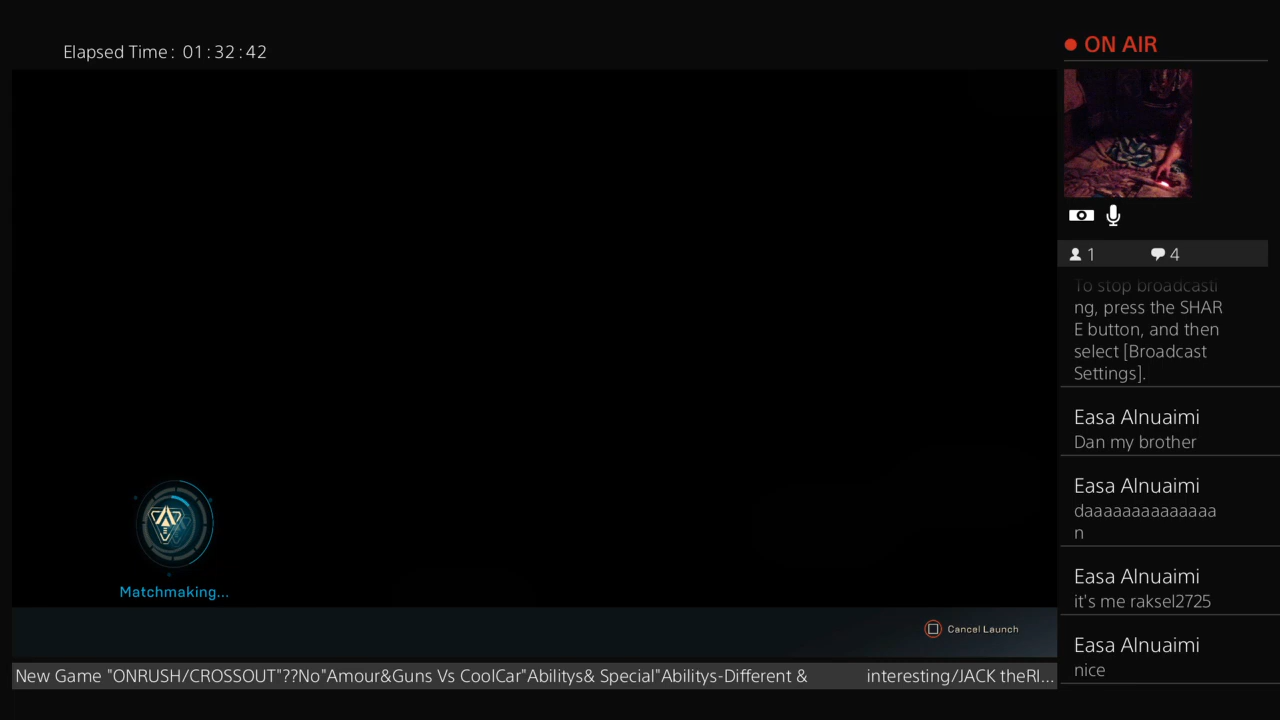 Elapsed Time: 01:32:42
ON AIR
1 4
To stop broadcasti
ng, press the SHAR
E button, and then
select [Broadcast
Settings].
Easa Alnuaimi
Dan my brother
Easa Alnuaimi
daaaaaaaaaaaaaa
n
Easa Alnuaimi
it's me raksel2725
Easa Alnuaimi
nice
Matchmaking...
Cancel Launch
New Game "ONRUSH/CROSSOUT"??No"Amour&Guns Vs CoolCar"Abilitys& Special"Abilitys-Different & interesting/JACK theRI...